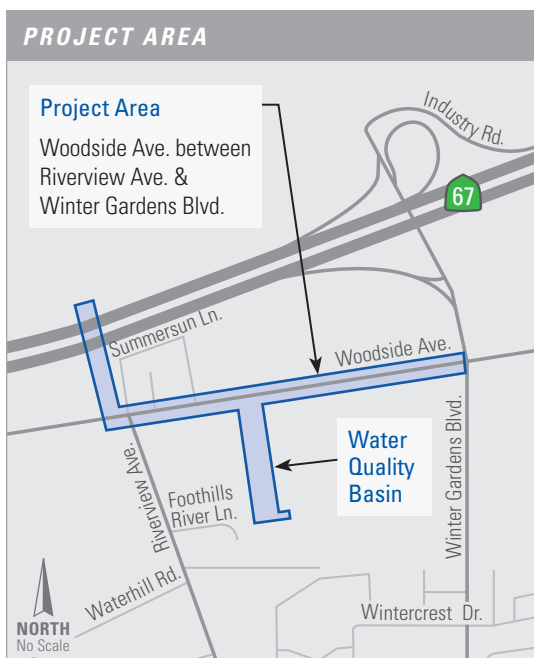 PROJECT AREA
Project Area
Woodside Ave. between
Riverview Ave. &
Winter Gardens Blvd.
Industry Rd.
67
Summersun Ln.
Woodside Ave.
Water
Quality
Basin
Winter Gardens Blvd.
Riverview Ave.
Foothills
River Ln.
Waterhill Rd.
Wintercrest Dr.
NORTH
No Scale